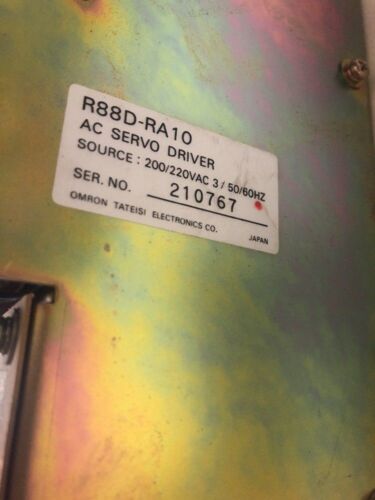 R88D-RA10
AC SERVO DRIVER
SOURCE : 200/220VAC 3 / 50/60HZ
SER. NO. 210767
OMRON TATEISI ELECTRONICS CO. JAPAN